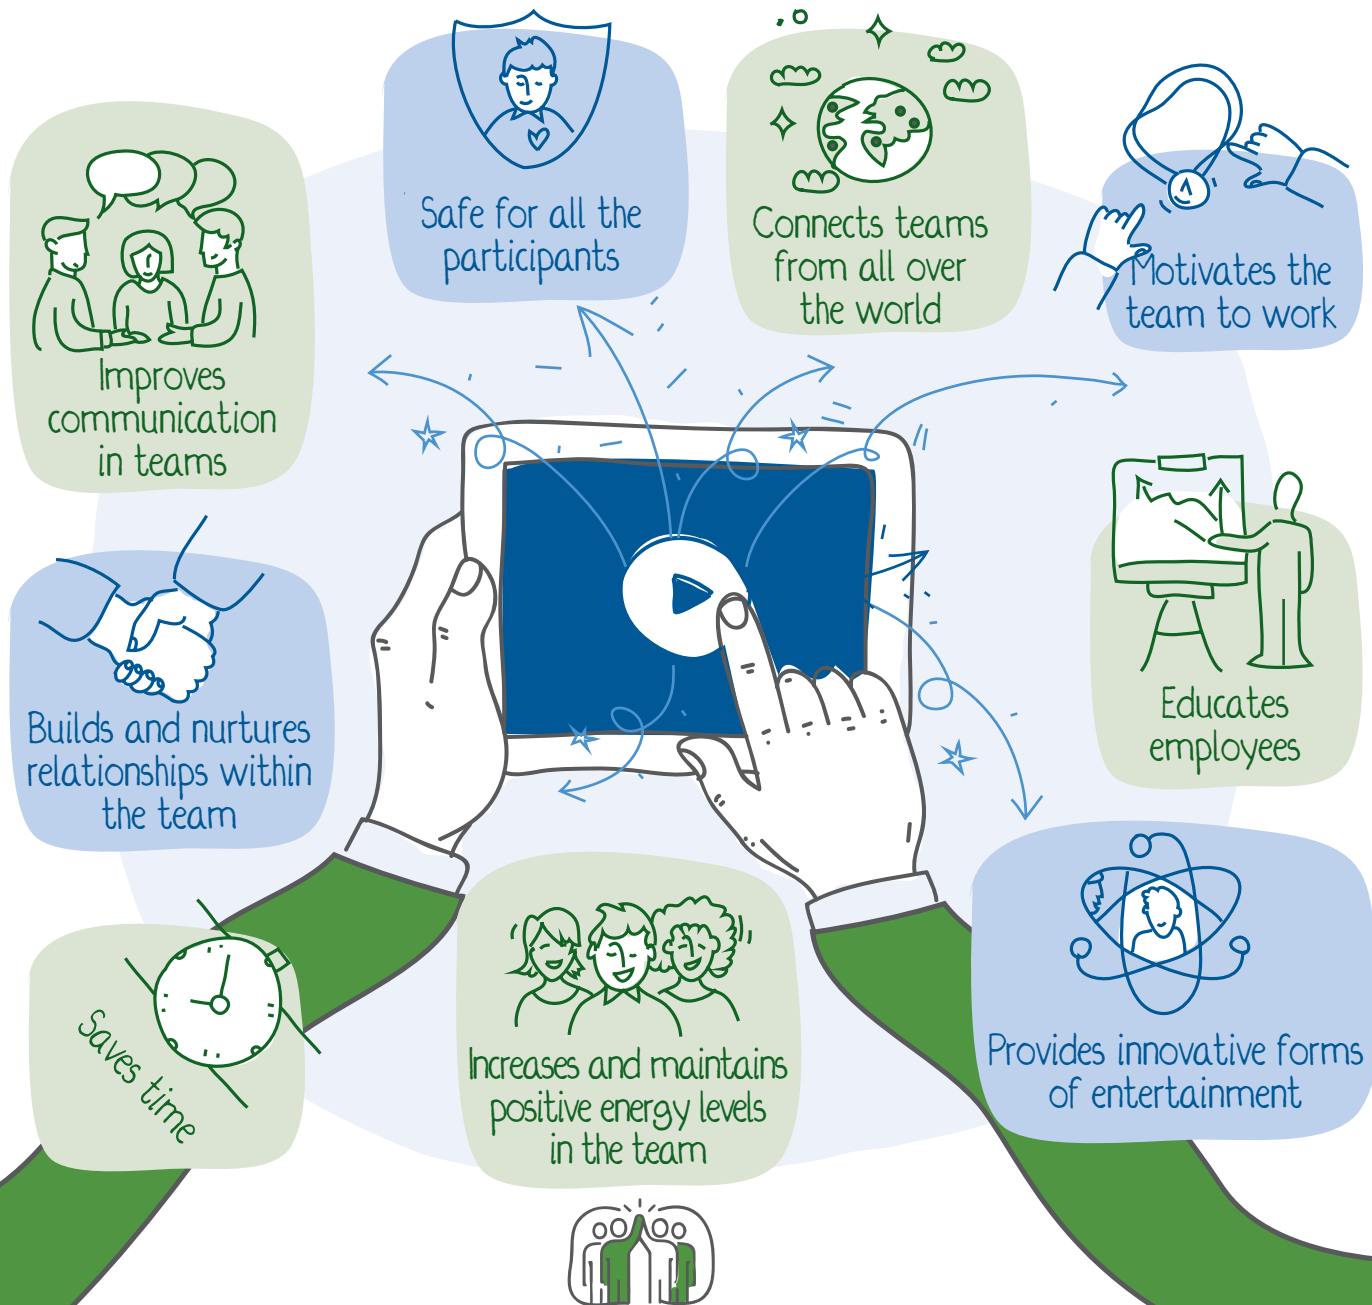 Safe for all the
participants
Connects teams
from all over
the world
Motivates the
team to work
Improves
communication
in teams
Educates
employees
Builds and nurtures
relationships within
the team
Saves time
Increases and maintains
positive energy levels
in the team
Provides innovative forms
of entertainment